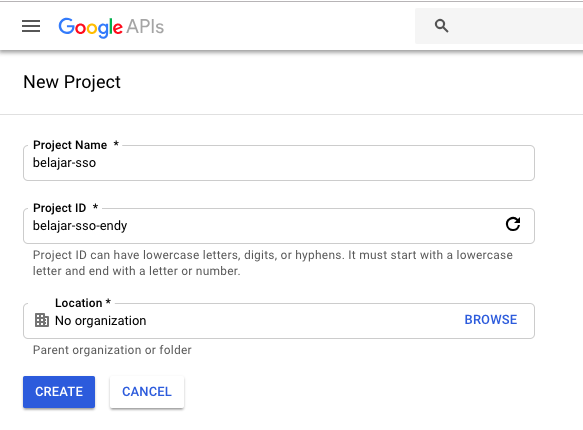 Google APIs
New Project
Project Name *
belajar-sso
Project ID *
belajar-sso-endy
Project ID can have lowercase letters, digits, or hyphens. It must start with a lowercase
letter and end with a letter or number.
Location *
No organization BROWSE
Parent organization or folder
CREATE CANCEL